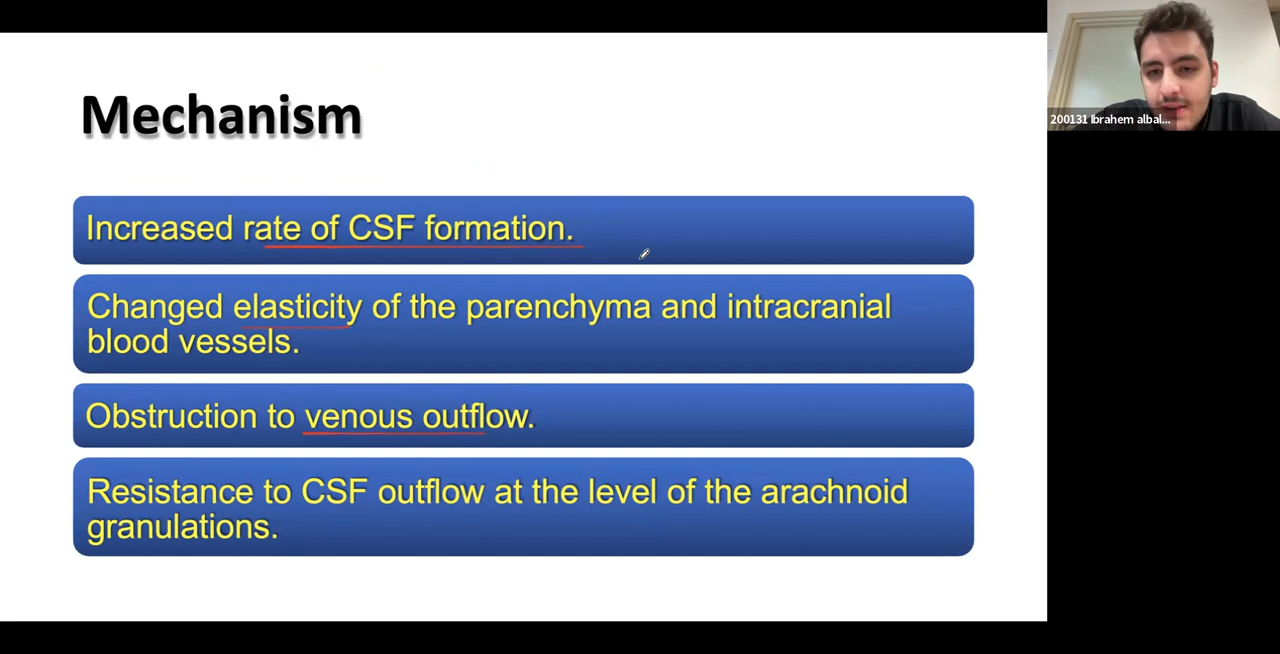 Mechanism
Increased rate of CSF formation.
Changed elasticity of the parenchyma and intracranial
blood vessels.
Obstruction to venous outflow.
Resistance to CSF outflow at the level of the arachnoid
granulations.
200131 Ibrahem albal...